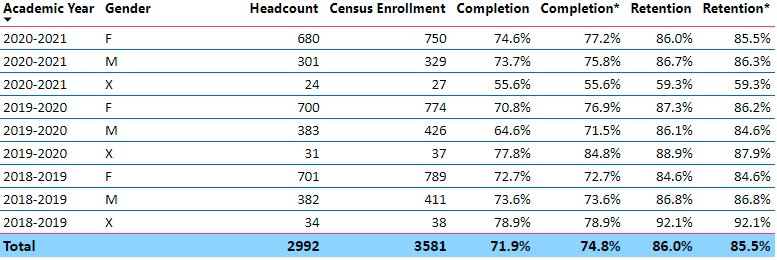 Academic Year Gender Headcount Census Enrollment Completion Completion* Retention Retention*
2020-2021 F 680 750 74.6% 77.2% 86.0% 85.5%
2020-2021 M 301 329 73.7% 75.8% 86.7% 86.3%
2020-2021 X 24 27 55.6% 55.6% 59.3% 59.3%
2019-2020 F 700 774 70.8% 76.9% 87.3% 86.2%
2019-2020 M 383 426 64.6% 71.5% 86.1% 84.6%
2019-2020 X 31 37 77.8% 84.8% 88.9% 87.9%
2018-2019 F 701 789 72.7% 72.7% 84.6% 84.6%
2018-2019 M 382 411 73.6% 73.6% 86.8% 86.8%
2018-2019 X 34 38 78.9% 78.9% 92.1% 92.1%
Total 2992 3581 71.9% 74.8% 86.0% 85.5%